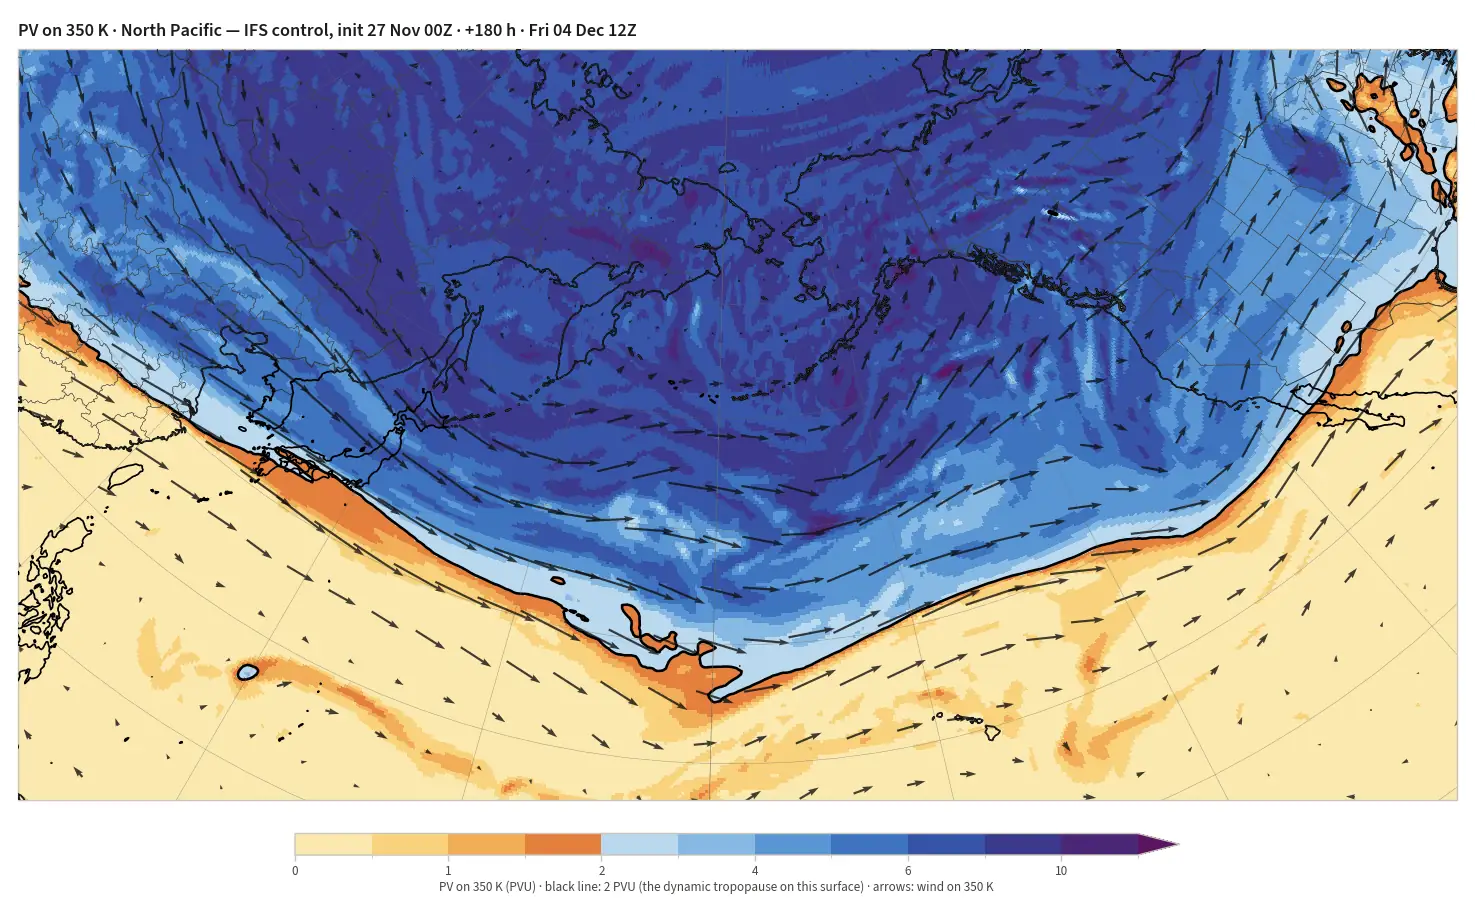 PV on 350 K · North Pacific — IFS control, init 27 Nov 00Z · +180 h · Fri 04 Dec 12Z
0 1 2 4 6 10
PV on 350 K (PVU) · black line: 2 PVU (the dynamic tropopause on this surface) · arrows: wind on 350 K